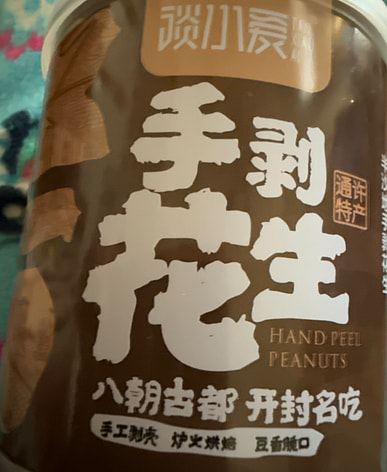 谈小爱
手剥
花生
通许
特产
HAND PEEL
PEANUTS
八朝古都 开封名吃
手工剥壳 炉火烘焙 豆香脆口